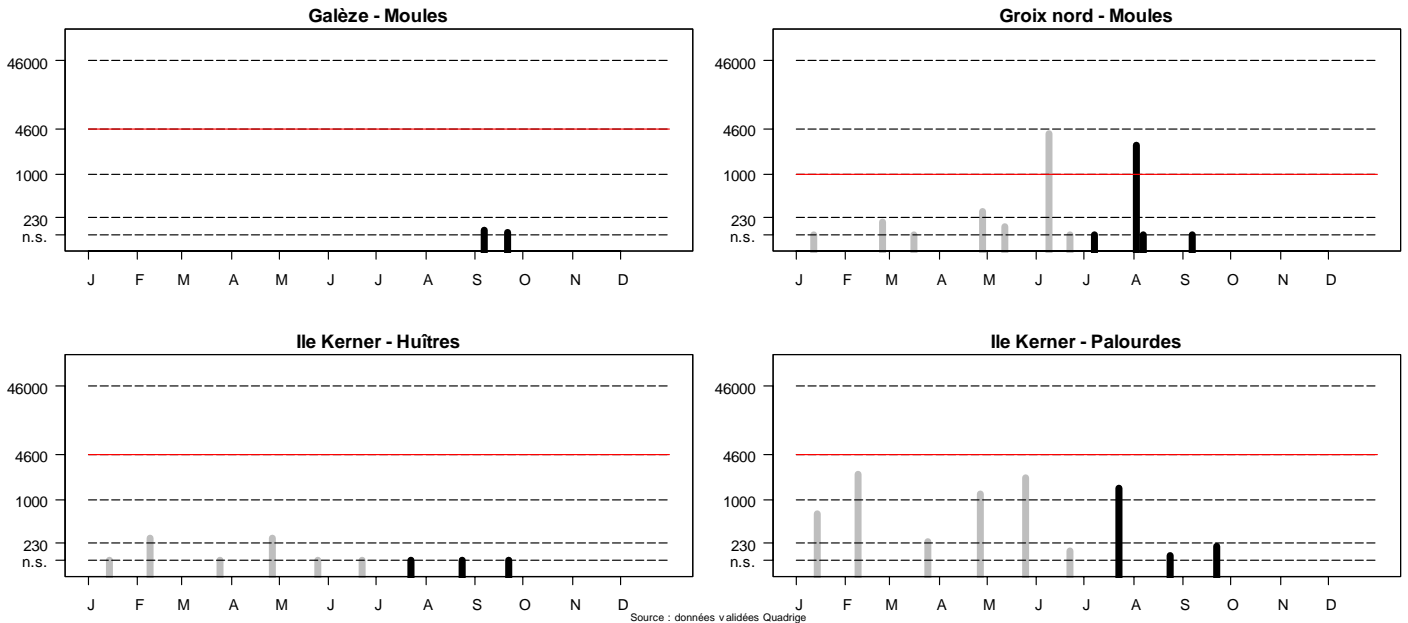 Galèze - Moules
46000
4600
1000
230
n.s.
J F M A M J J A S O N D
Groix nord - Moules
46000
4600
1000
230
n.s.
J F M A M J J A S O N D
Ile Kerner - Huîtres
46000
4600
1000
230
n.s.
J F M A M J J A S O N D
Ile Kerner - Palourdes
46000
4600
1000
230
n.s.
J F M A M J J A S O N D
Source : données validées Quadrige